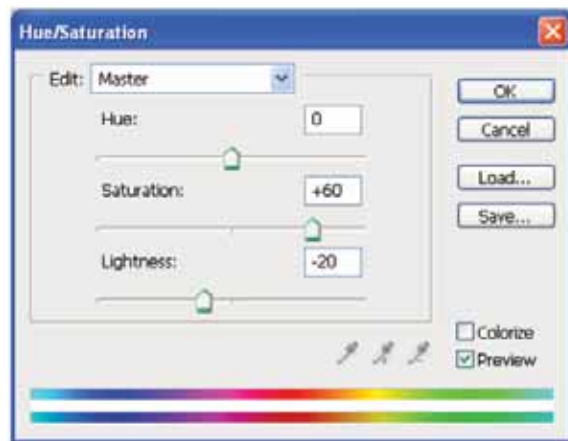 Hue/Saturation
Edit: Master
Hue: 0
Saturation: +60
Lightness: -20
OK
Cancel
Load...
Save...
Colorize
Preview